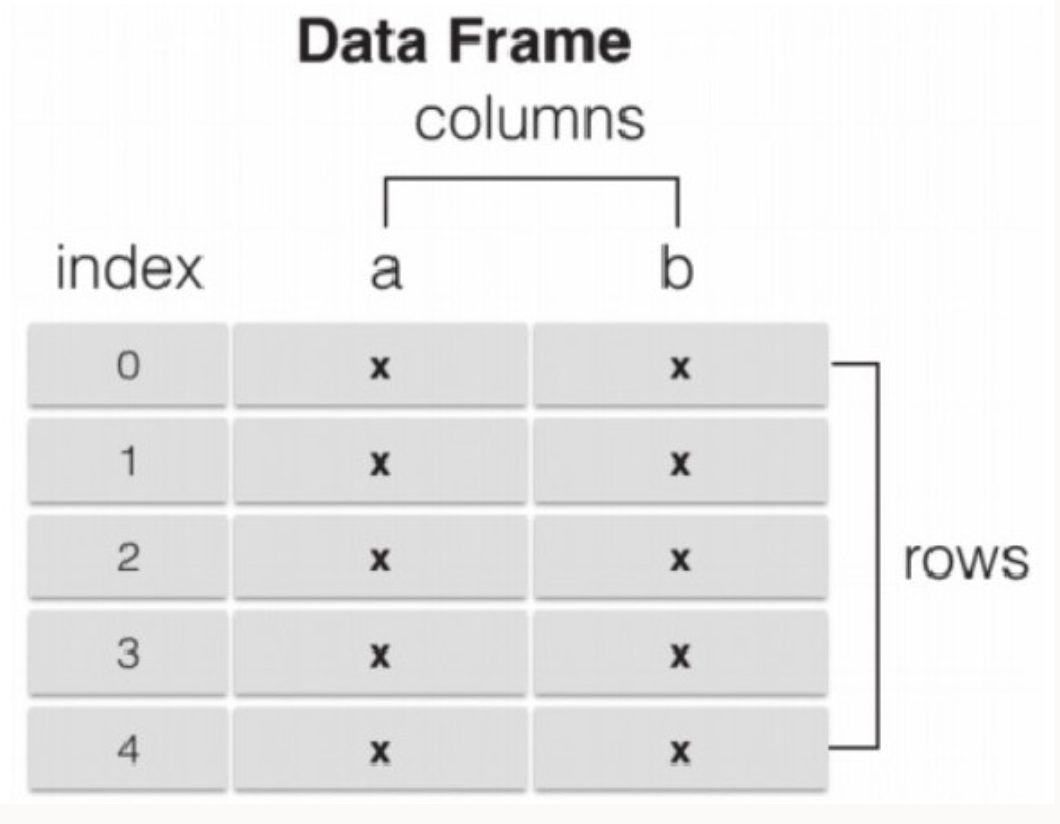 Data Frame
columns
index a b
0 x x
1 x x
2 x x
rows
3 x x
4 x x